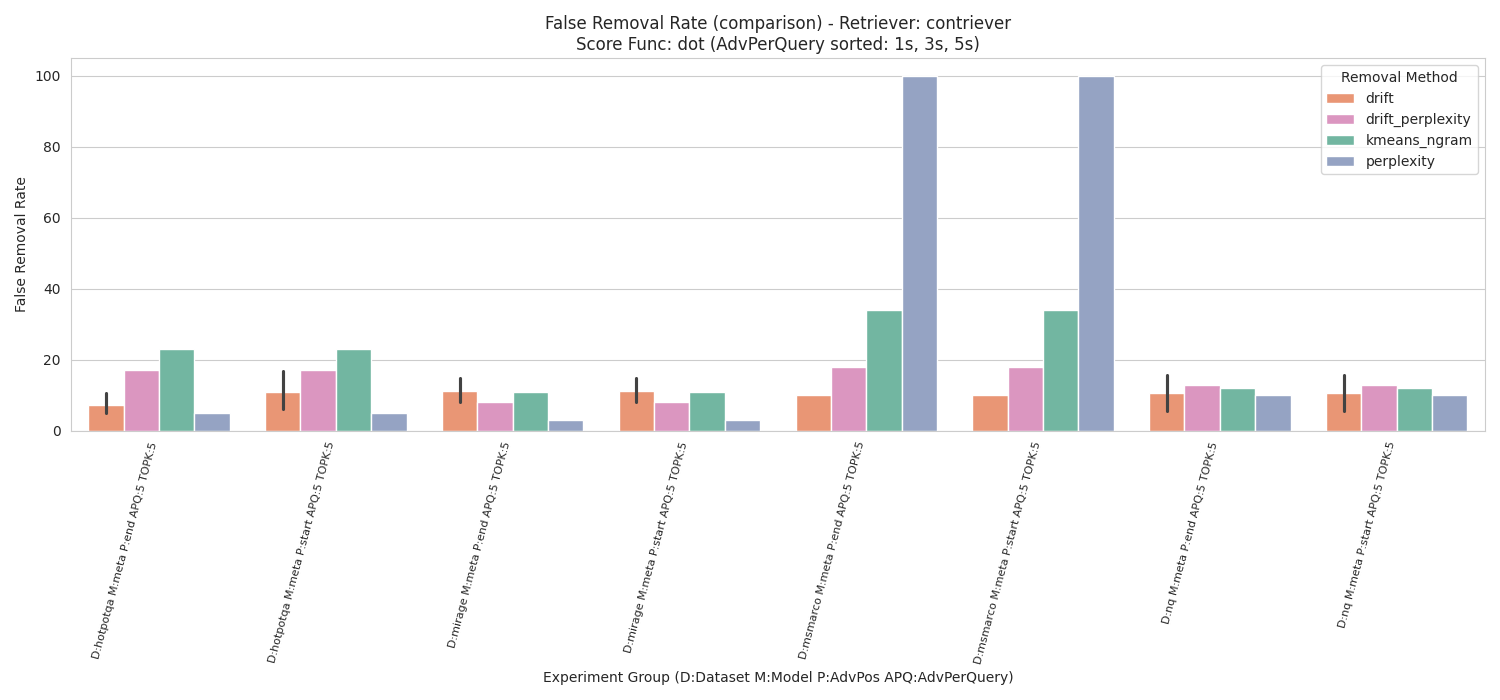 False Removal Rate (comparison) - Retriever: contriever
Score Func: dot (AdvPerQuery sorted: 1s, 3s, 5s)
Removal Method
drift
drift_perplexity
kmeans_ngram
perplexity
False Removal Rate
100
80
60
40
20
0
D:hotpotqa M:meta P:end APQ:5 TOPK:5
D:hotpotqa M:meta P:start APQ:5 TOPK:5
D:mirage M:meta P:end APQ:5 TOPK:5
D:mirage M:meta P:start APQ:5 TOPK:5
D:msmarco M:meta P:end APQ:5 TOPK:5
D:msmarco M:meta P:start APQ:5 TOPK:5
D:nq M:meta P:end APQ:5 TOPK:5
D:nq M:meta P:start APQ:5 TOPK:5
Experiment Group (D:Dataset M:Model P:AdvPos APQ:AdvPerQuery)